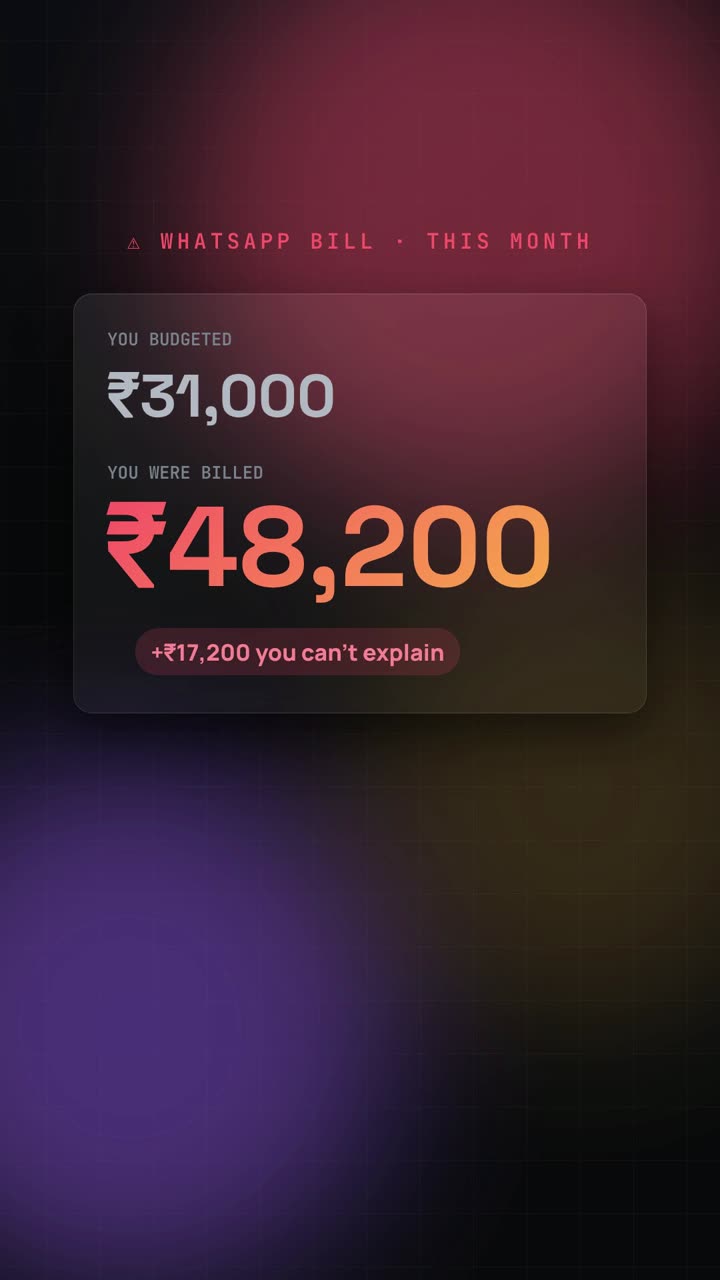 ⚠ WHATSAPP BILL · THIS MONTH
YOU BUDGETED
₹31,000
YOU WERE BILLED
₹48,200
+₹17,200 you can't explain